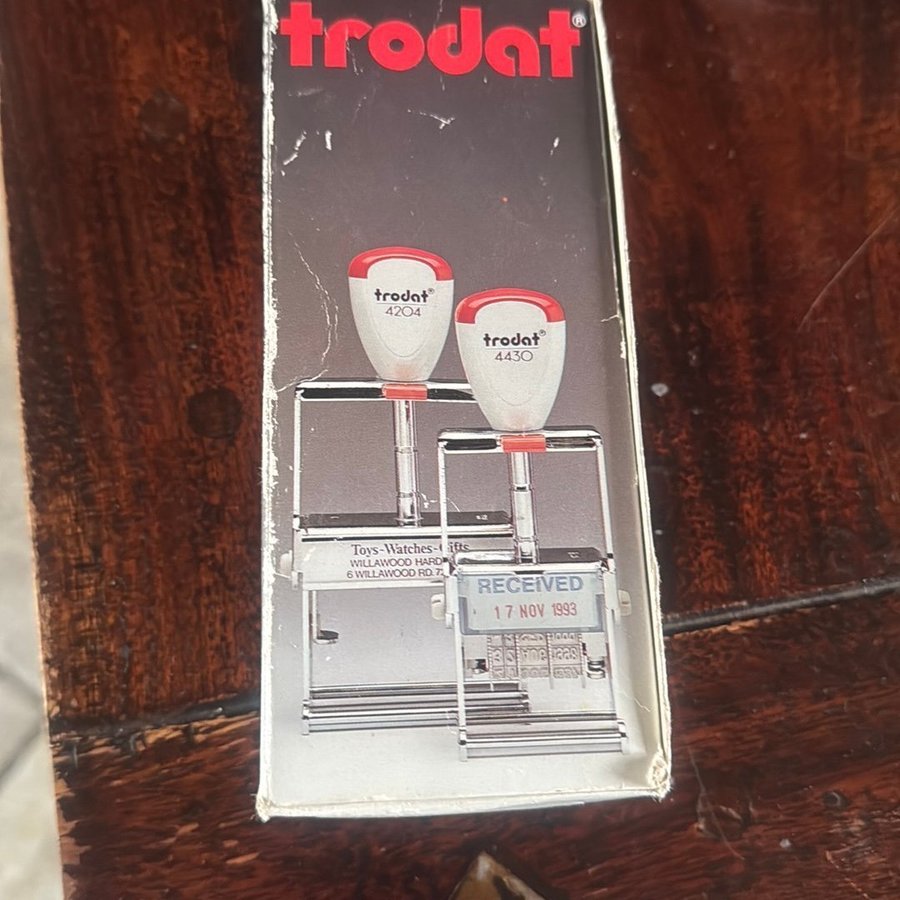 trodat®
trodat®
4204
trodat®
4430
Toys-Watches-Gifts
WILLAWOOD HARD
6 WILLAWOOD RD.
RECEIVED
17 NOV 1993